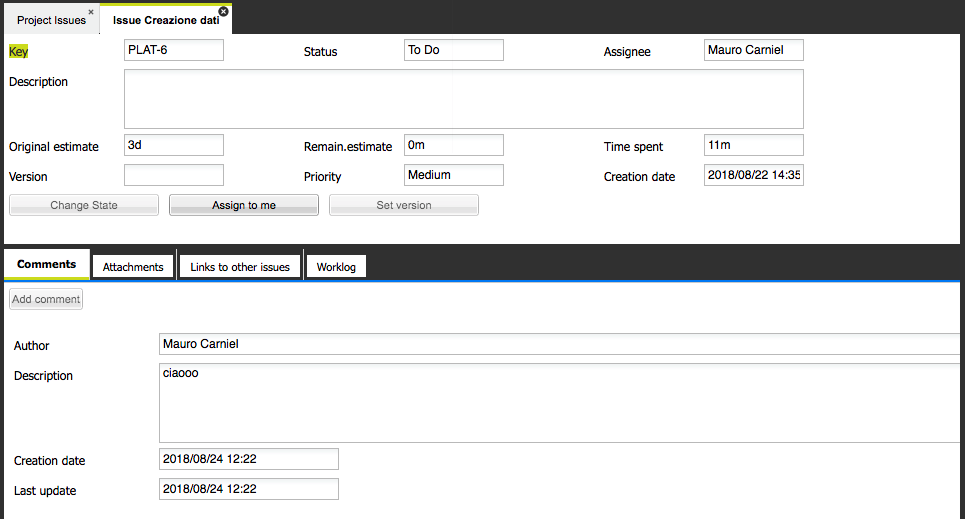 Project Issues
Issue Creazione dati
Key PLAT-6 Status To Do Assignee Mauro Carniel
Description
Original estimate 3d Remain.estimate 0m Time spent 11m
Version Priority Medium Creation date 2018/08/22 14:35
Change State Assign to me Set version
Comments Attachments Links to other issues Worklog
Add comment
Author Mauro Carniel
Description ciaooo
Creation date 2018/08/24 12:22
Last update 2018/08/24 12:22